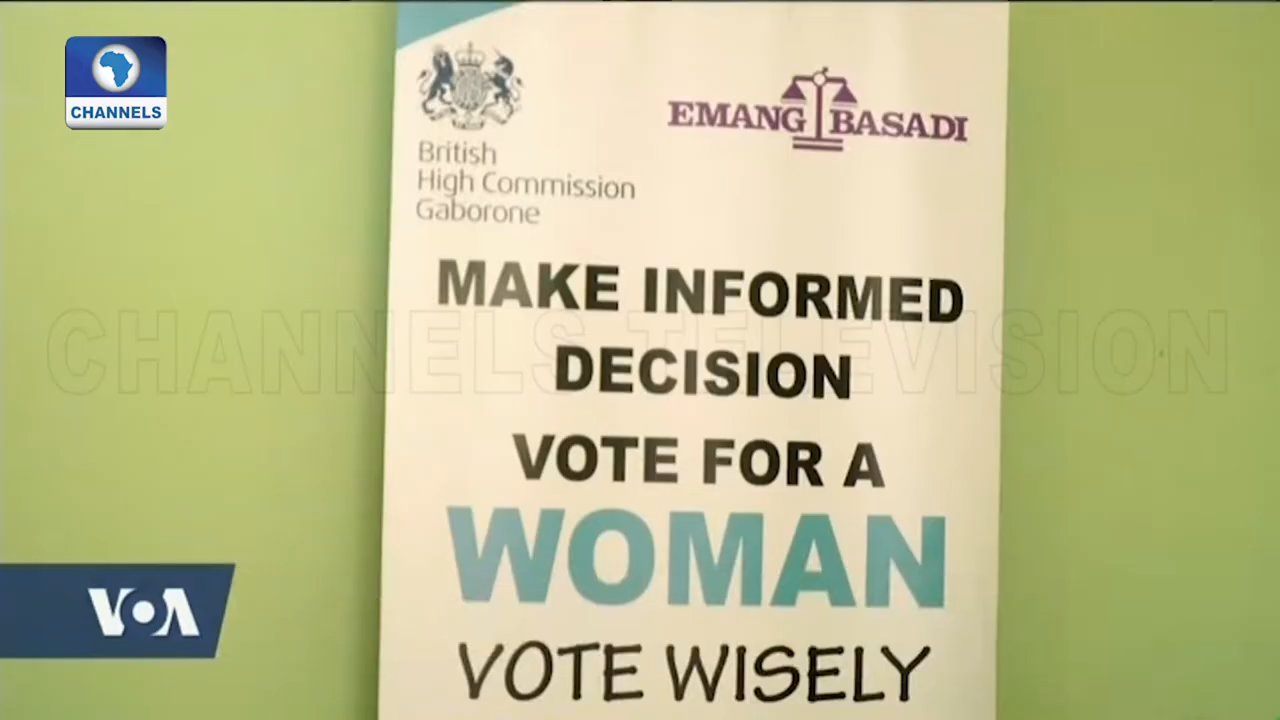 CHANNELS
British
High Commission
Gaborone
EMANG BASADI
MAKE INFORMED
DECISION
VOTE FOR A
WOMAN
VOTE WISELY
CHANNELS TELEVISION
VOA